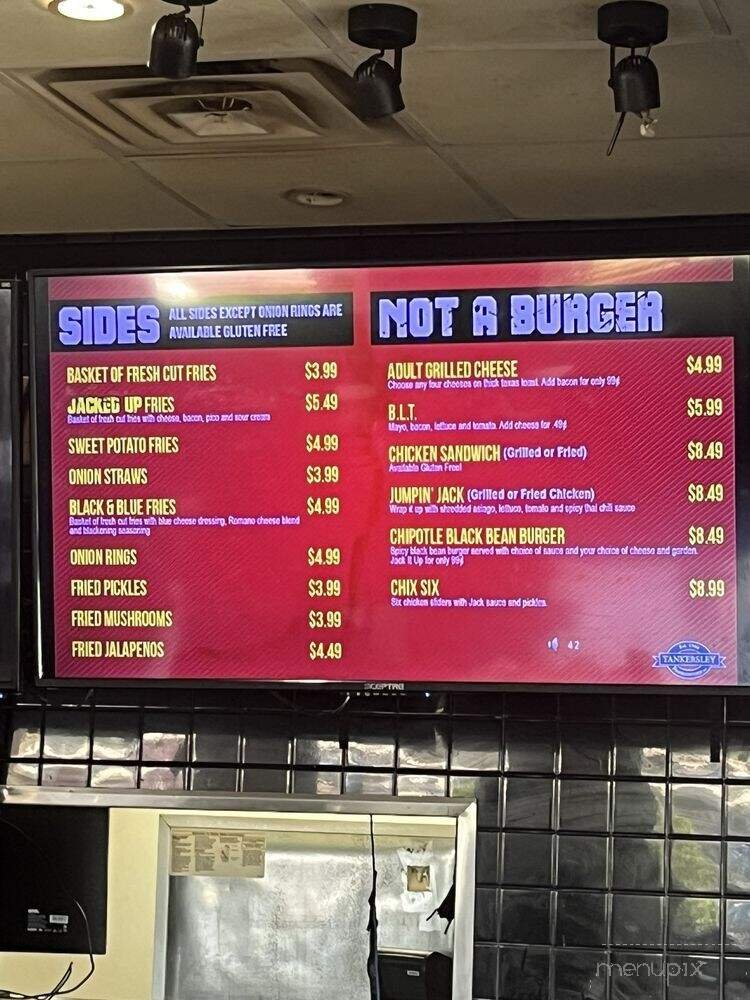 SIDES
ALL SIDES EXCEPT ONION RINGS ARE
AVAILABLE GLUTEN FREE
BASKET OF FRESH CUT FRIES $3.99
JACKED UP FRIES $5.49
Basket of fresh cut fries with cheese, bacon, pico and sour cream
SWEET POTATO FRIES $4.99
ONION STRAWS $3.99
BLACK & BLUE FRIES $4.99
Basket of fresh cut fries with blue cheese dressing, Romano cheese blend
and blackening seasoning
ONION RINGS $4.99
FRIED PICKLES $3.99
FRIED MUSHROOMS $3.99
FRIED JALAPENOS $4.49
NOT A BURGER
ADULT GRILLED CHEESE $4.99
Choose any four cheeses on thick texas toast. Add bacon for only 99¢
B.L.T. $5.99
Mayo, bacon, lettuce and tomato. Add cheese for .49¢
CHICKEN SANDWICH (Grilled or Fried) $8.49
Available Gluten Free!
JUMPIN' JACK (Grilled or Fried Chicken) $8.49
Wrap it up with shredded asiago, lettuce, tomato and spicy thai chili sauce
CHIPOTLE BLACK BEAN BURGER $8.49
Spicy black bean burger served with choice of sauce and your choice of cheese and garden.
Jack It Up for only 99¢
CHIX SIX $8.99
Six chicken sliders with Jack sauce and pickles.
42
TANKERSLEY
SCEPTRE
menupix